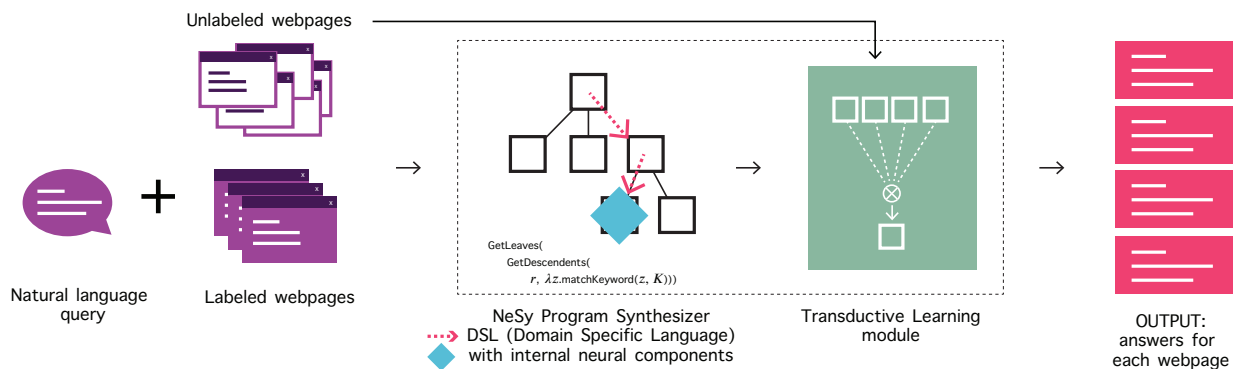 Unlabeled webpages
x
x
x
x
x
x
x
Natural language
query
Labeled webpages
GetLeaves(
GetDescendents(
r, λz.matchKeyword(z, K)))
NeSy Program Synthesizer
DSL (Domain Specific Language)
with internal neural components
Transductive Learning
module
OUTPUT:
answers for
each webpage